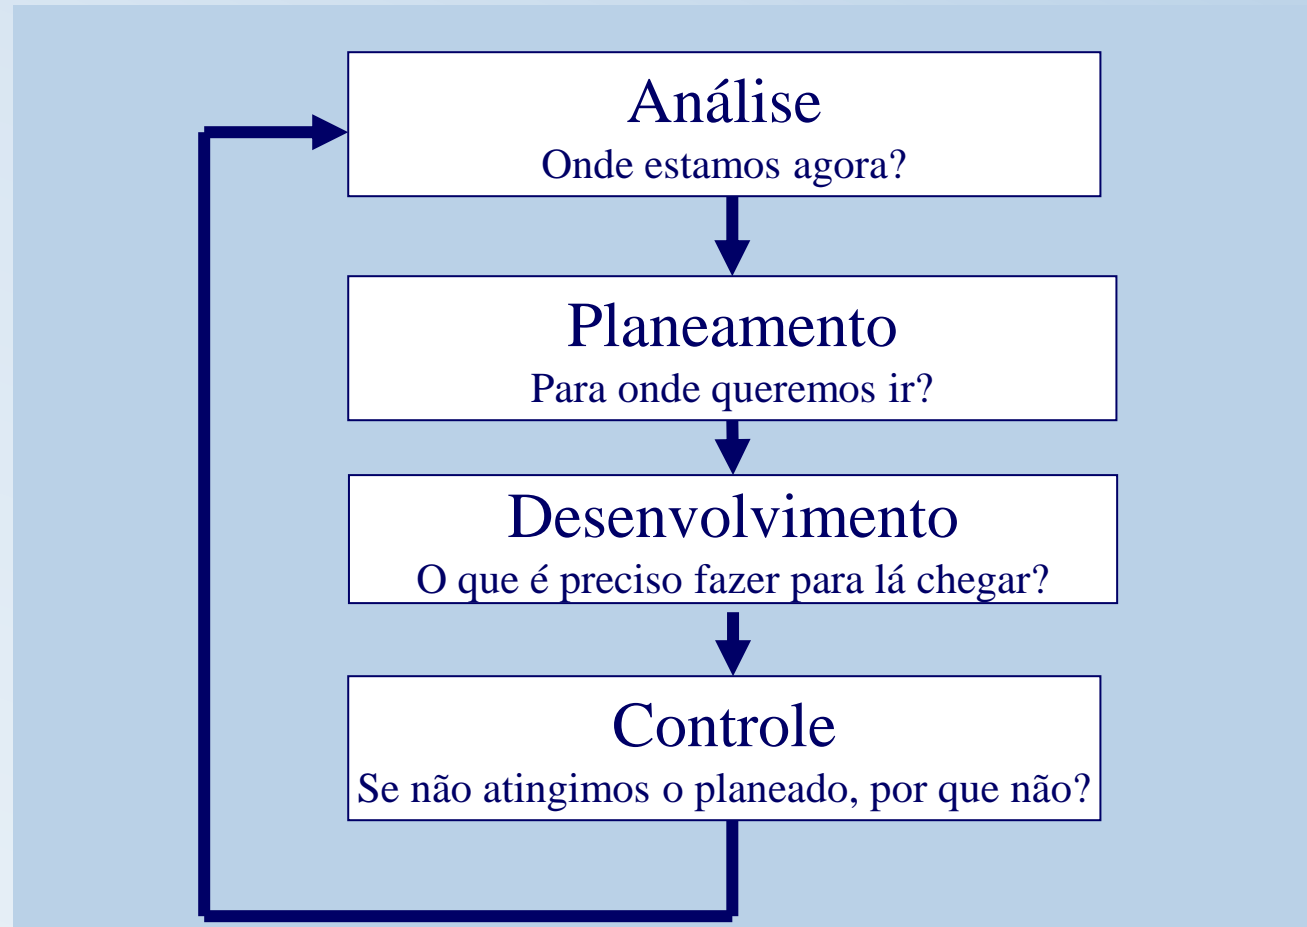 Análise
Onde estamos agora?
Planeamento
Para onde queremos ir?
Desenvolvimento
O que é preciso fazer para lá chegar?
Controle
Se não atingimos o planeado, por que não?